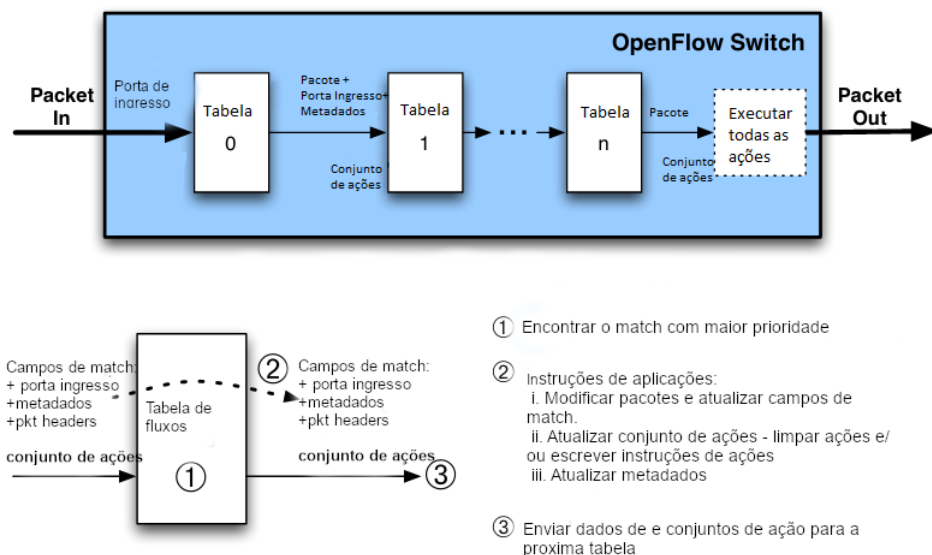 OpenFlow Switch
Packet
In
Porta de
ingresso
Tabela
0
Pacote +
Porta Ingresso+
Metadados
Conjunto
de ações
Tabela
1
...
Tabela
n
Pacote
Conjunto
de ações
Executar
todas as
ações
Packet
Out
Campos de match:
+ porta ingresso
+metadados
+pkt headers
conjunto de ações
Tabela de
fluxos
1
2
Campos de match:
+ porta ingresso
+metadados
+pkt headers
conjunto de ações
3
1 Encontrar o match com maior prioridade
2 Instruções de aplicações:
i. Modificar pacotes e atualizar campos de
match.
ii. Atualizar conjunto de ações - limpar ações e/
ou escrever instruções de ações
iii. Atualizar metadados
3 Enviar dados de e conjuntos de ação para a
proxima tabela